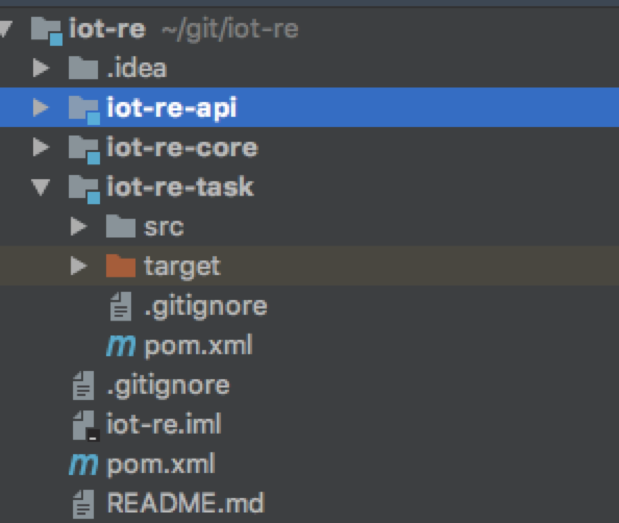 iot-re ~/git/iot-re
.idea
iot-re-api
iot-re-core
iot-re-task
src
target
.gitignore
m pom.xml
.gitignore
iot-re.iml
m pom.xml
README.md